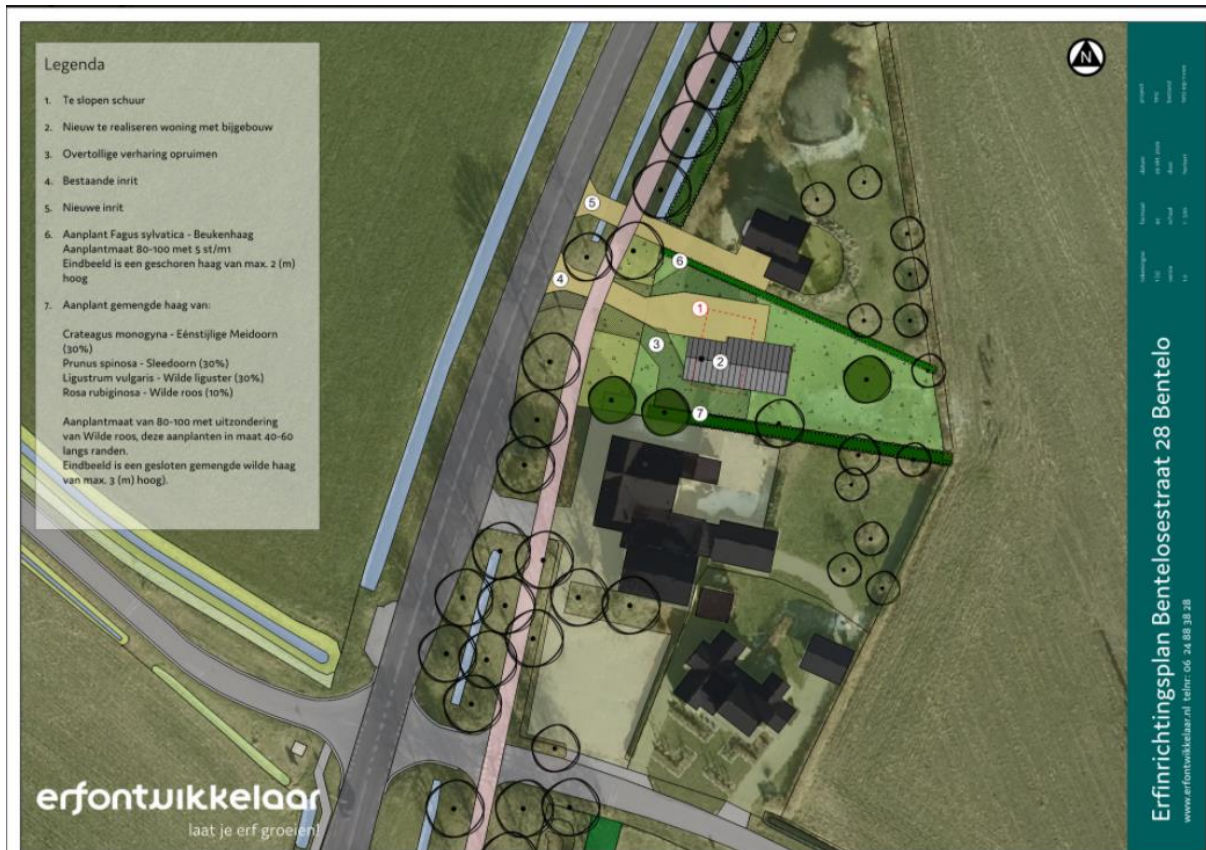 Legenda
1. Te slopen schuur
2. Nieuw te realiseren woning met bijgebouw
3. Overtollige verharing opruimen
4. Bestaande inrit
5. Nieuwe inrit
6. Aanplant Fagus sylvatica - Beukenhaag
Aanplantmaat 80-100 met 5 st/m1
Eindbeeld is een geschoren haag van max. 2 (m)
hoog
7. Aanplant gemengde haag van:
Crateagus monogyna - Eénstijlige Meidoorn
(30%)
Prunus spinosa - Sleedoorn (30%)
Ligustrum vulgaris - Wilde liguster (30%)
Rosa rubiginosa - Wilde roos (10%)
Aanplantmaat van 80-100 met uitzondering
van Wilde roos, deze aanplanten in maat 40-60
langs randen.
Eindbeeld is een gesloten gemengde wilde haag
van max. 3 (m) hoog).
N
5
6
4
1
3
2
7
erfontwikkelaar
laat je erf groeien!
Erfinrichtingsplan Bentelosestraat 28 Bentelo
www.erfontwikkelaar.nl telnr: 06 24 88 38 28
project
bestand
datum
formaat
schaal